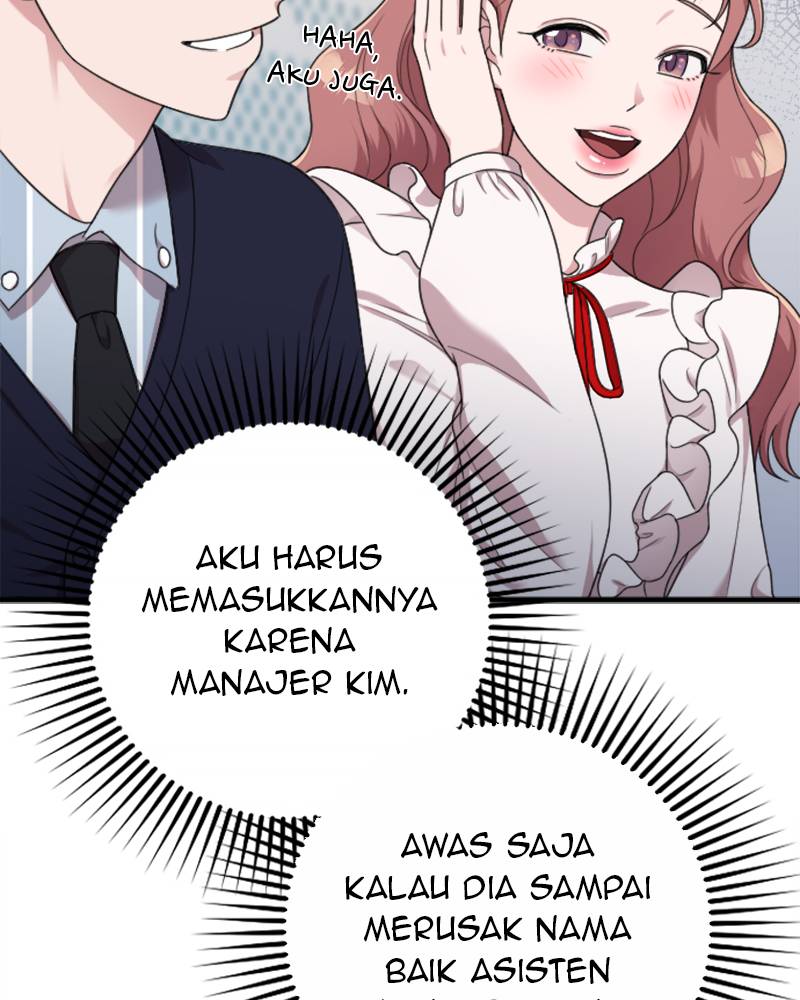 HAHA,
AKU JUGA.
AKU HARUS
MEMASUKKANNYA
KARENA
MANAJER KIM.
AWAS SAJA
KALAU DIA SAMPAI
MERUSAK NAMA
BAIK ASISTEN